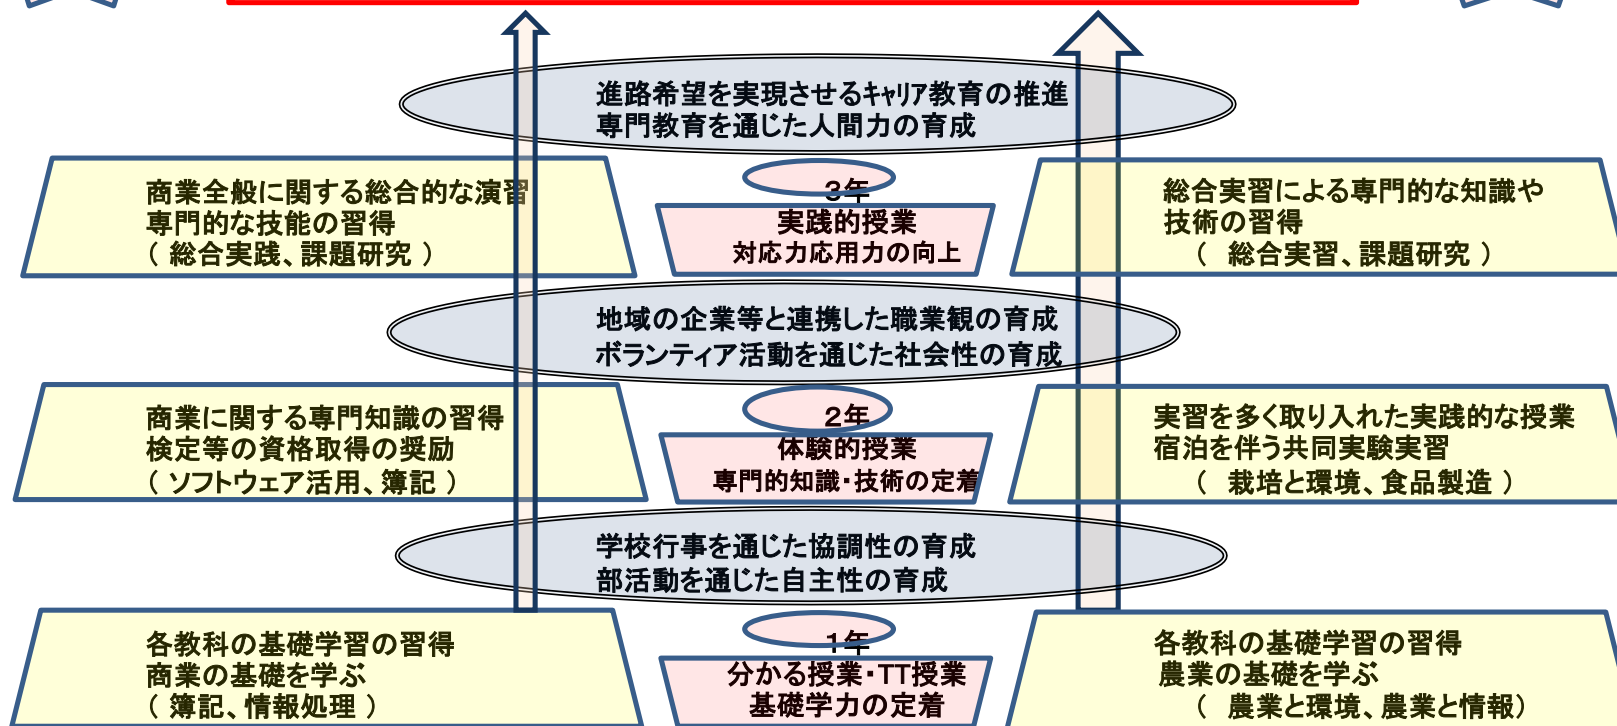 進路希望を実現させるキャリア教育の推進
専門教育を通じた人間力の育成
商業全般に関する総合的な演習
専門的な技能の習得
（ 総合実践、課題研究 ）
3年
実践的授業
対応力応用力の向上
総合実習による専門的な知識や
技術の習得
（ 総合実習、課題研究 ）
地域の企業等と連携した職業観の育成
ボランティア活動を通じた社会性の育成
商業に関する専門知識の習得
検定等の資格取得の奨励
（ ソフトウェア活用、簿記 ）
2年
体験的授業
専門的知識・技術の定着
実習を多く取り入れた実践的な授業
宿泊を伴う共同実験実習
（ 栽培と環境、食品製造 ）
学校行事を通じた協調性の育成
部活動を通じた自主性の育成
各教科の基礎学習の習得
商業の基礎を学ぶ
（ 簿記、情報処理 ）
1年
分かる授業・TT授業
基礎学力の定着
各教科の基礎学習の習得
農業の基礎を学ぶ
（ 農業と環境、農業と情報）